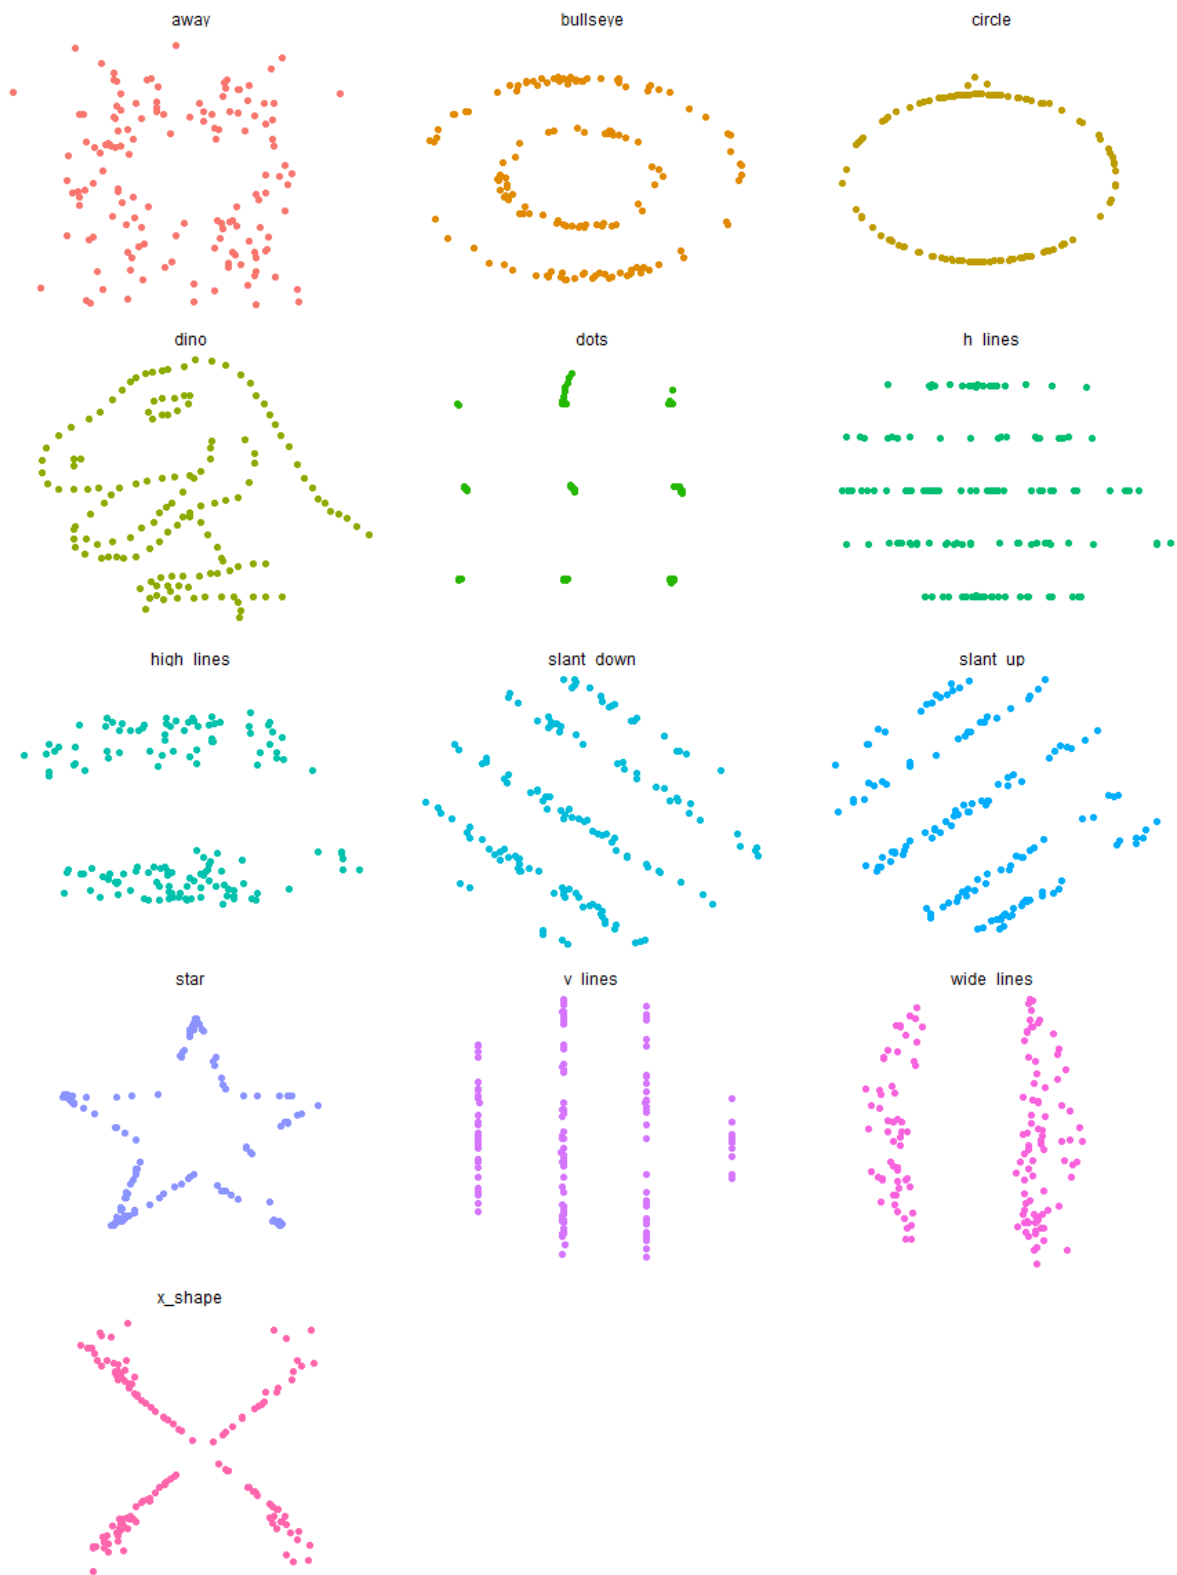 away
bullseye
circle
dino
dots
h_lines
high_lines
slant_down
slant_up
star
v_lines
wide_lines
x_shape